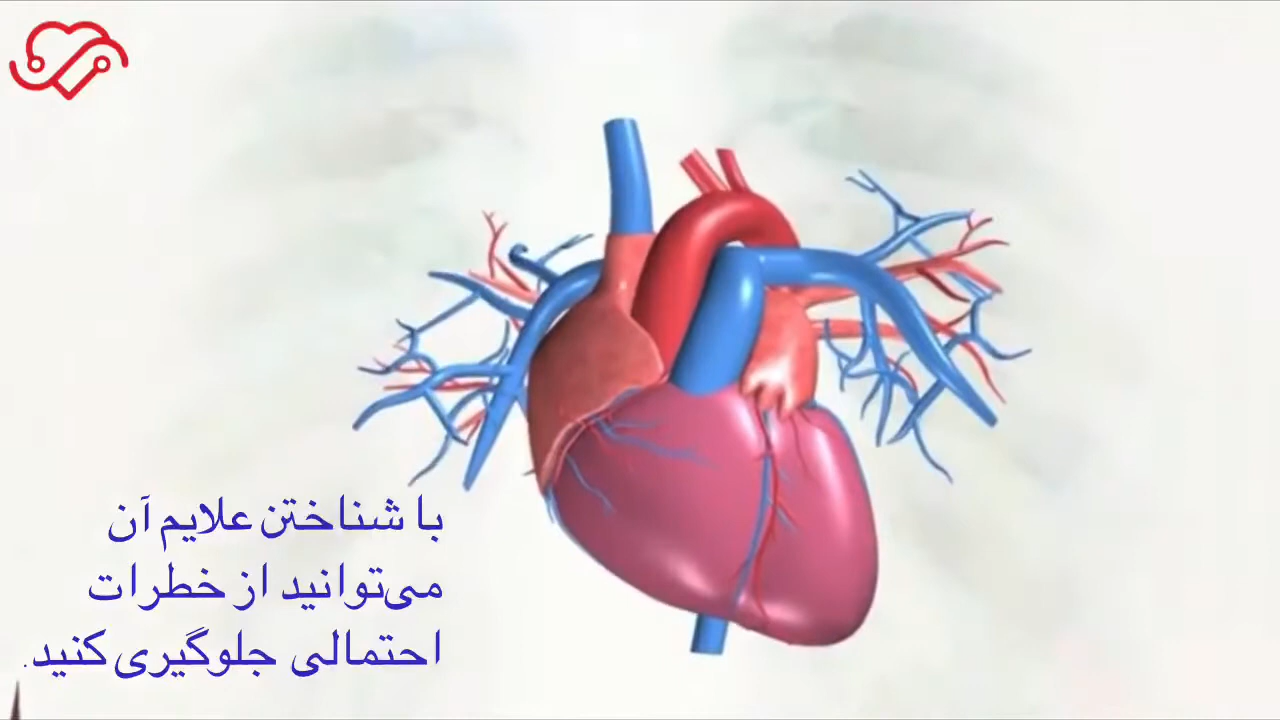 با شناختن علایم آن
می‌توانید از خطرات
احتمالی جلوگیری کنید.